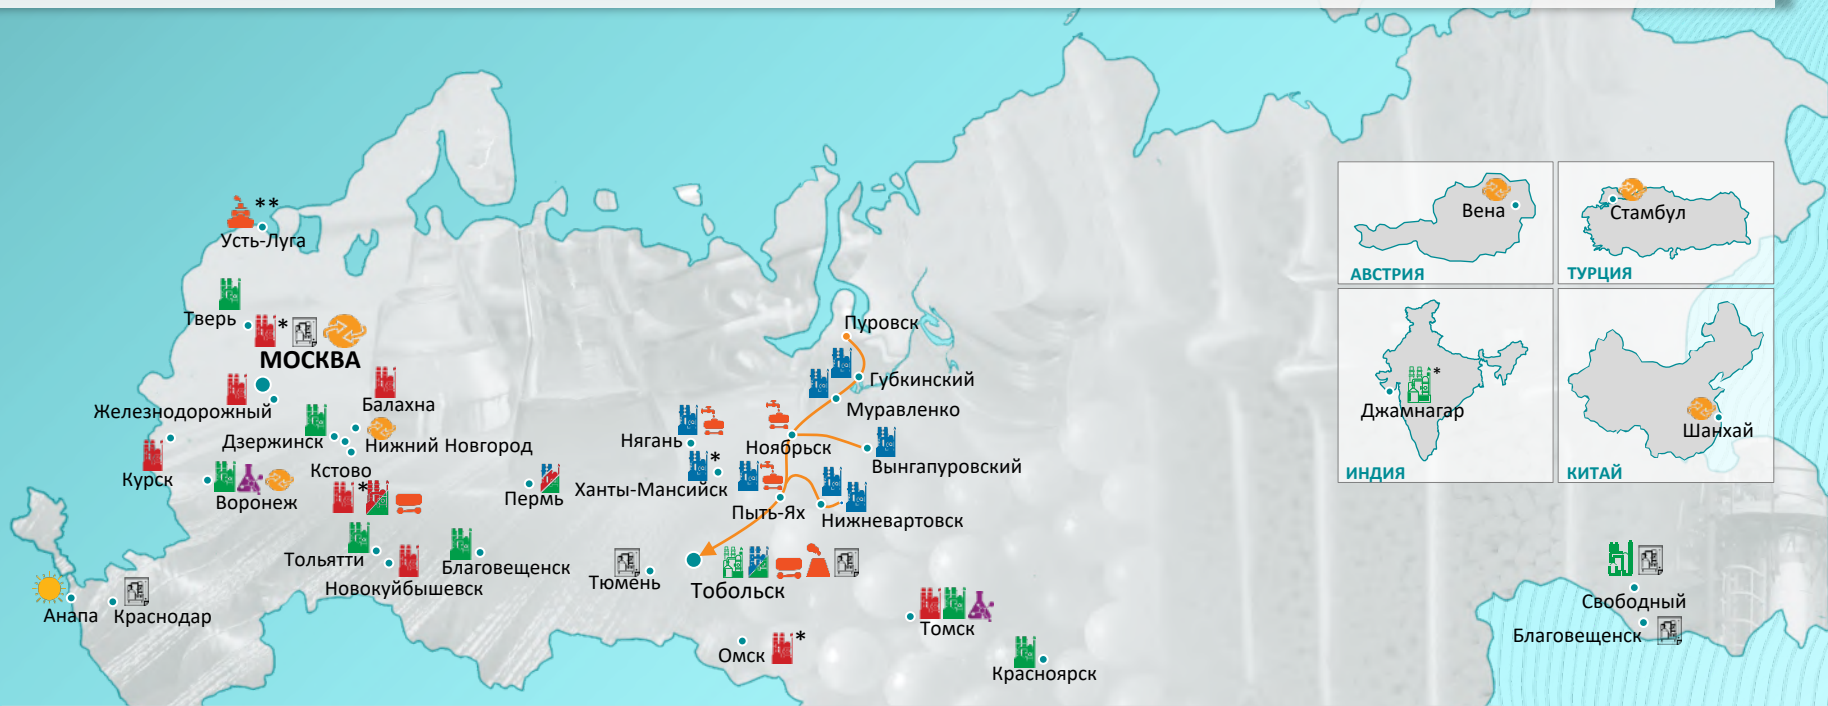 **
Усть-Луга
Тверь
*
МОСКВА
Железнодорожный
Балахна
Дзержинск
Нижний Новгород
Кстово
*
Курск
Воронеж
Пермь
Тольятти
Новокуйбышевск
Благовещенск
Анапа
Краснодар
Пуровск
Губкинский
Муравленко
Ноябрьск
Вынгапуровский
Нягань
*
Ханты-Мансийск
Пыть-Ях
Нижневартовск
Тюмень
Тобольск
Омск
*
Томск
Красноярск
Вена
АВСТРИЯ
Стамбул
ТУРЦИЯ
*
Джамнагар
ИНДИЯ
Шанхай
КИТАЙ
Свободный
Благовещенск